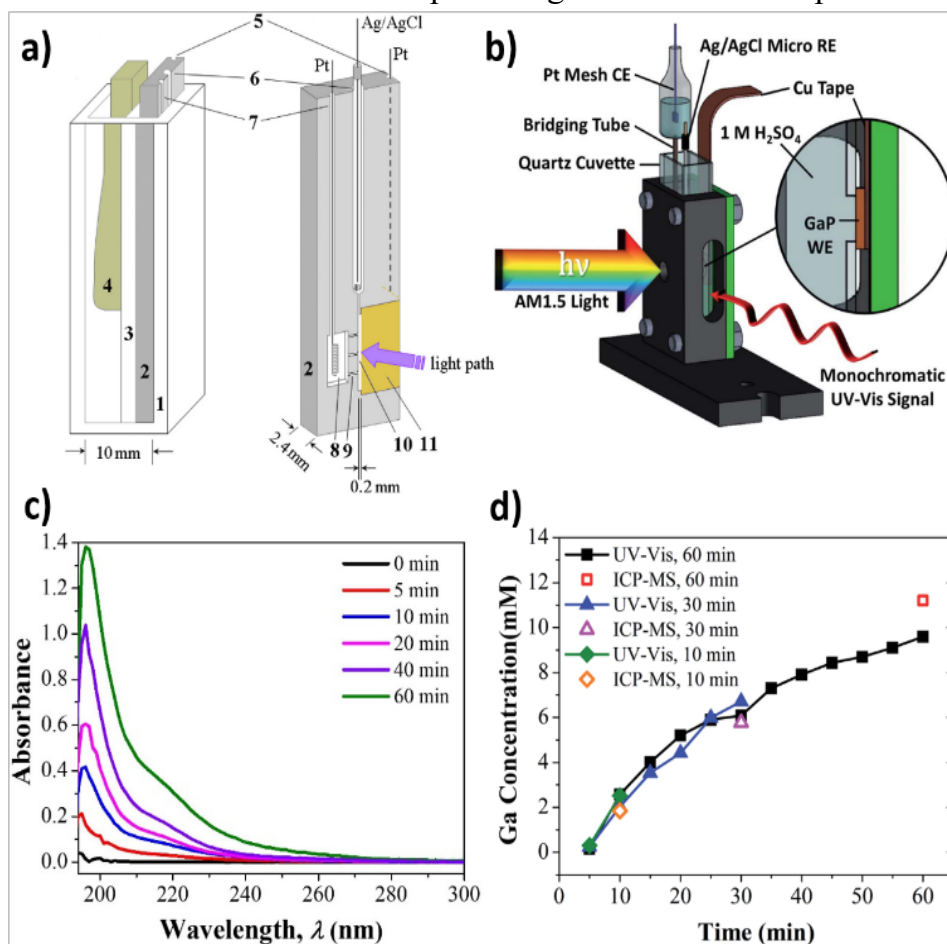 a)
5
Ag/AgCl
Pt
Pt
6
7
4
3
2
1
2
light path
10 mm
2.4mm
8 9
10 11
0.2 mm
b)
Ag/AgCl Micro RE
Pt Mesh CE
Cu Tape
Bridging Tube
1 M H₂SO₄
Quartz Cuvette
GaP
WE
hν
AM1.5 Light
Monochromatic
UV-Vis Signal
c)
1.4
1.2
1.0
0.8
0.6
0.4
0.2
0.0
Absorbance
0 min
5 min
10 min
20 min
40 min
60 min
200 220 240 260 280 300
Wavelength, λ (nm)
d)
14
12
10
8
6
4
2
0
Ga Concentration(mM)
UV-Vis, 60 min
ICP-MS, 60 min
UV-Vis, 30 min
ICP-MS, 30 min
UV-Vis, 10 min
ICP-MS, 10 min
0 10 20 30 40 50 60
Time (min)